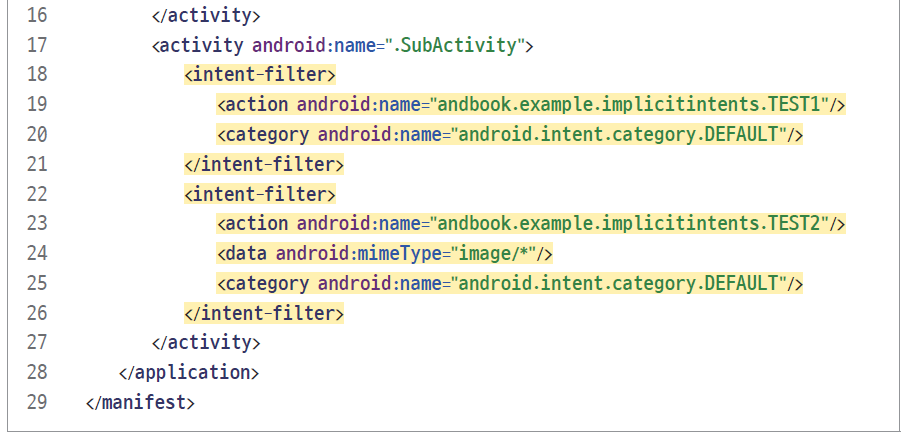 16 </activity>
17 <activity android:name=".SubActivity">
18 <intent-filter>
19 <action android:name="andbook.example.implicitintents.TEST1"/>
20 <category android:name="android.intent.category.DEFAULT"/>
21 </intent-filter>
22 <intent-filter>
23 <action android:name="andbook.example.implicitintents.TEST2"/>
24 <data android:mimeType="image/*"/>
25 <category android:name="android.intent.category.DEFAULT"/>
26 </intent-filter>
27 </activity>
28 </application>
29 </manifest>